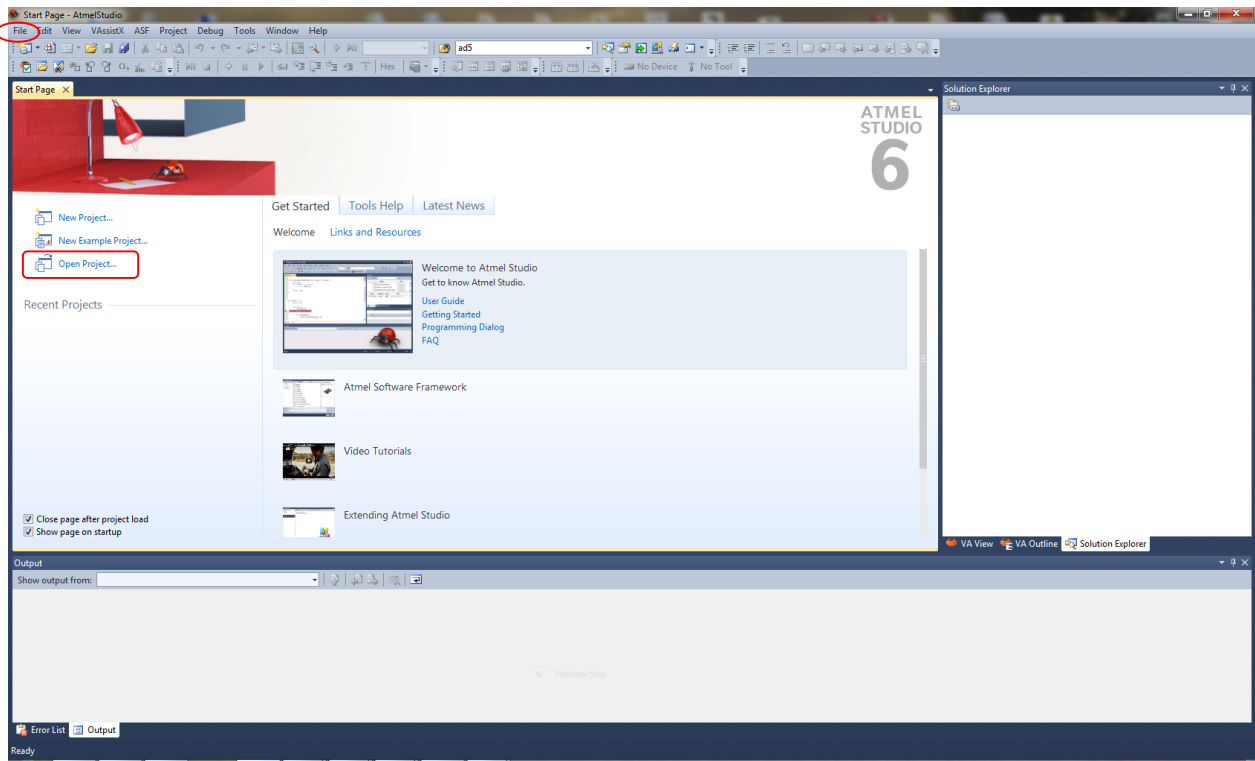 Start Page - AtmelStudio
File Edit View VAssistX ASF Project Debug Tools Window Help
ad5
Hex No Device No Tool
Start Page
Solution Explorer
ATMEL
STUDIO
6
New Project...
New Example Project...
Open Project...
Recent Projects
Get Started Tools Help Latest News
Welcome Links and Resources
Welcome to Atmel Studio
Get to know Atmel Studio.
User Guide
Getting Started
Programming Dialog
FAQ
Atmel Software Framework
Video Tutorials
Extending Atmel Studio
Close page after project load
Show page on startup
VA View VA Outline Solution Explorer
Output
Show output from:
Window Snip
Error List Output
Ready